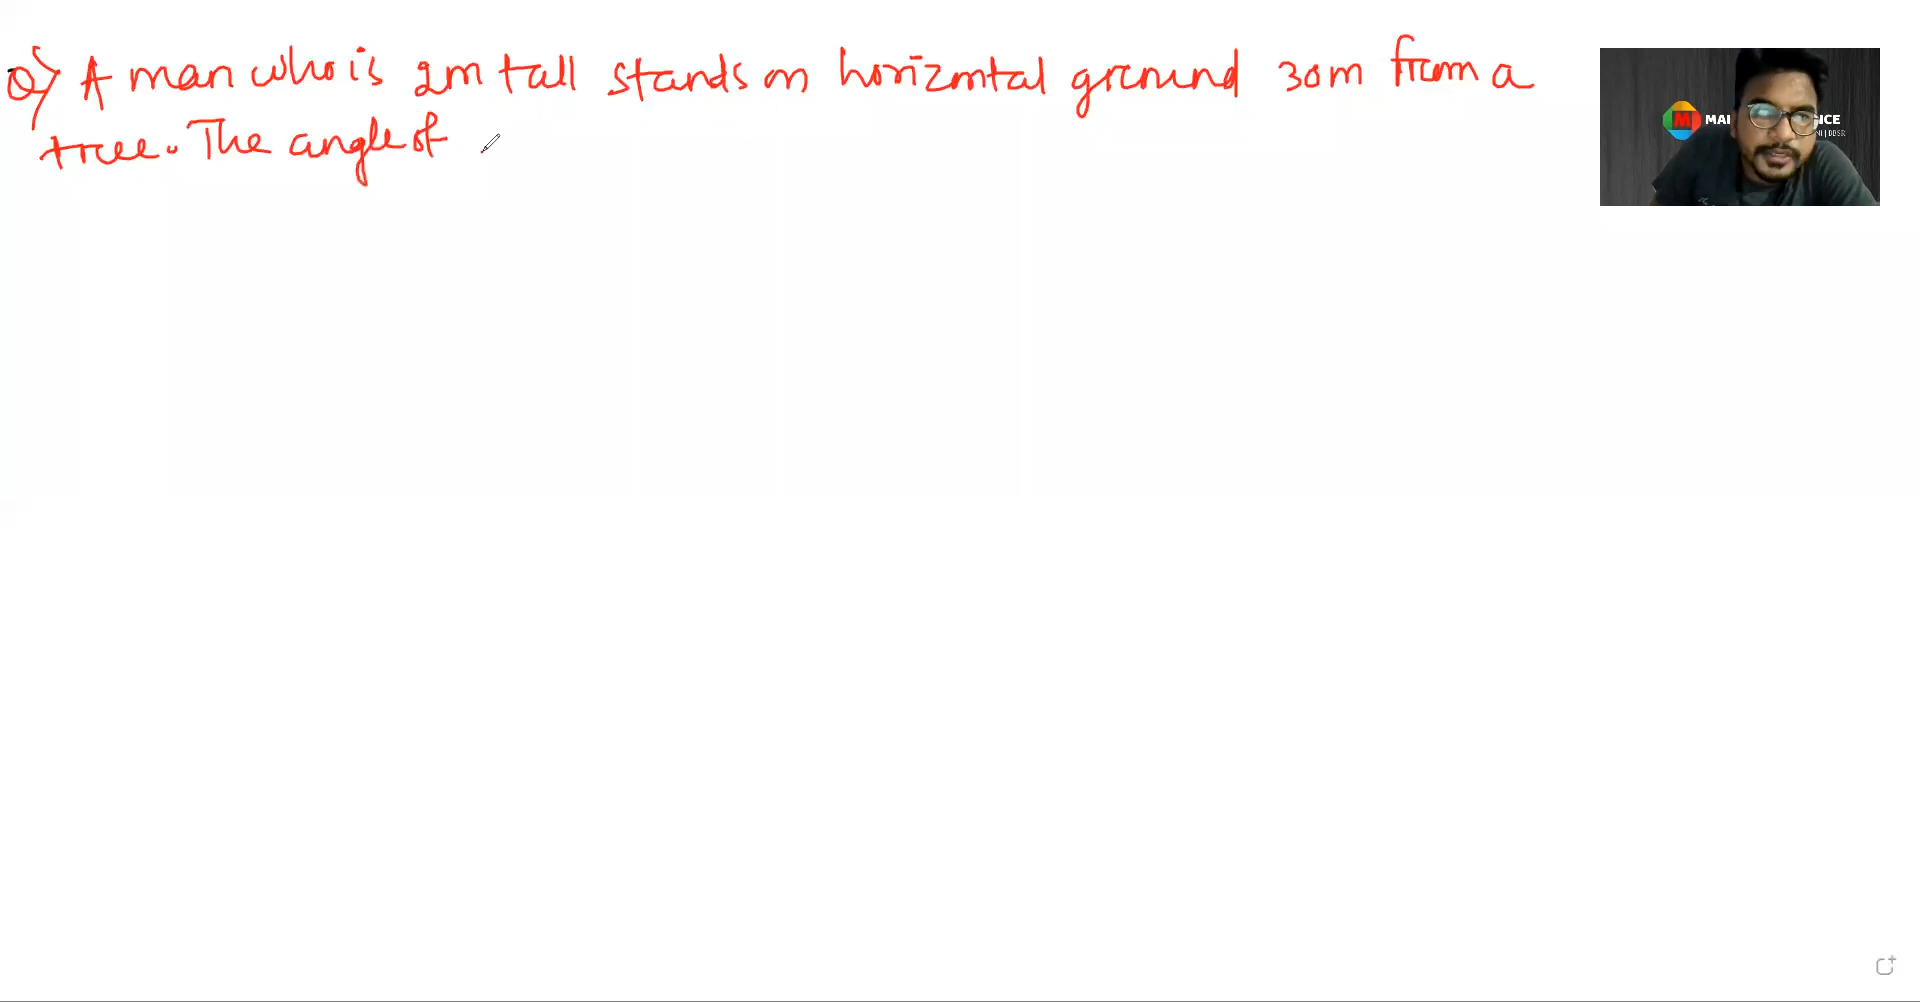 Q) A man who is 2m tall stands on horizontal ground 30m from a
tree. The angle of
M